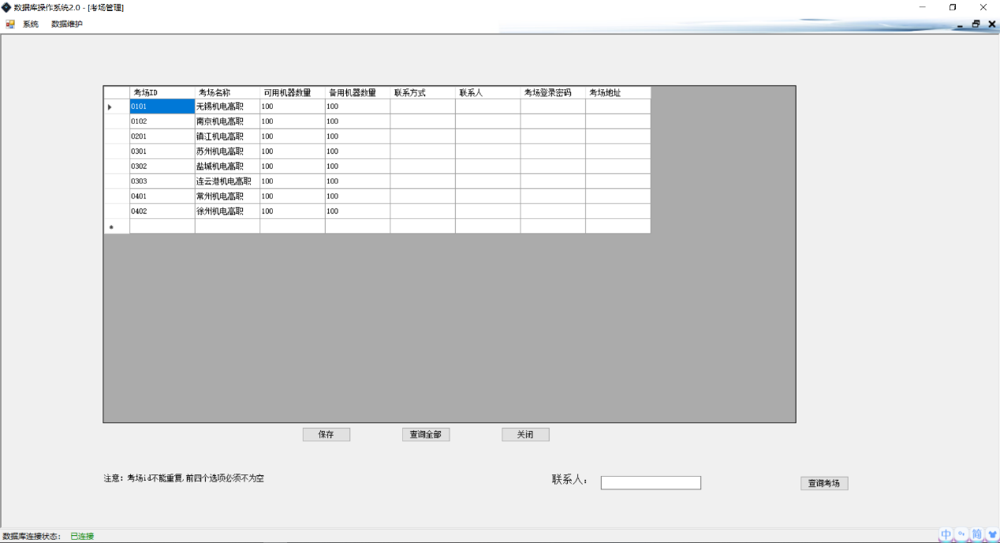 数据库操作系统2.0 - [考场管理]
系统 数据维护
考场ID 考场名称 可用机器数量 备用机器数量 联系方式 联系人 考场登录密码 考场地址
0101 无锡机电高职 100 100
0102 南京机电高职 100 100
0201 镇江机电高职 100 100
0301 苏州机电高职 100 100
0302 盐城机电高职 100 100
0303 连云港机电高职 100 100
0401 常州机电高职 100 100
0402 徐州机电高职 100 100
保存 查询全部 关闭
注意: 考场id不能重复,前四个选项必须不为空 联系人: 查询考场
数据库连接状态: 已连接 中 简